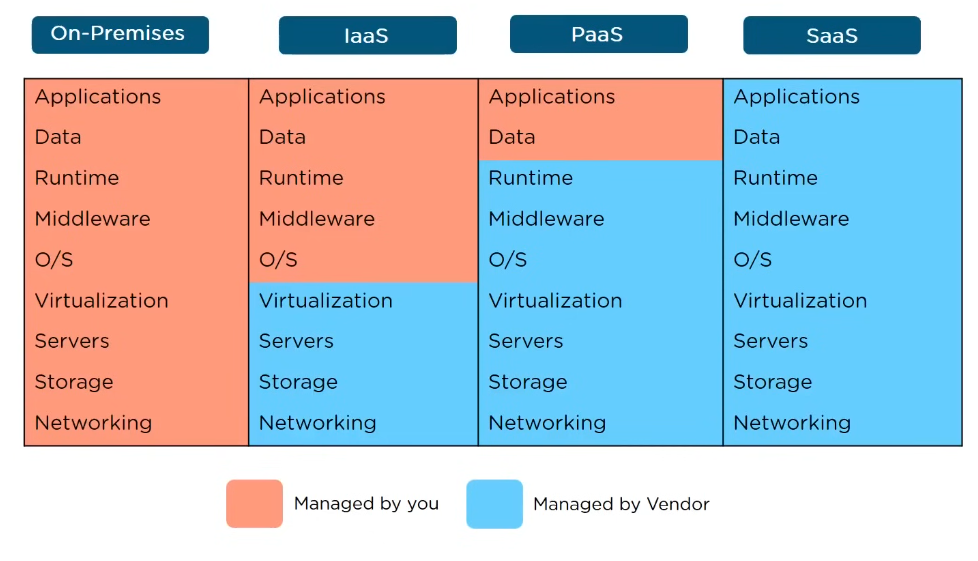 On-Premises IaaS PaaS SaaS
Applications Applications Applications Applications
Data Data Data Data
Runtime Runtime Runtime Runtime
Middleware Middleware Middleware Middleware
O/S O/S O/S O/S
Virtualization Virtualization Virtualization Virtualization
Servers Servers Servers Servers
Storage Storage Storage Storage
Networking Networking Networking Networking
Managed by you Managed by Vendor